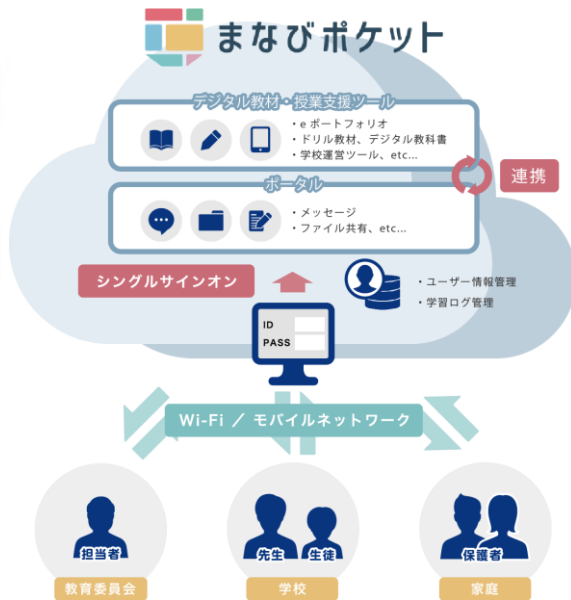 まなびポケット
デジタル教材・授業支援ツール
・e ポートフォリオ
・ドリル教材、デジタル教科書
・学校運営ツール、etc...
連携
ポータル
・メッセージ
・ファイル共有、etc...
シングルサインオン
・ユーザー情報管理
・学習ログ管理
ID
PASS
Wi-Fi ／ モバイルネットワーク
担当者
先生
生徒
保護者
教育委員会
学校
家庭